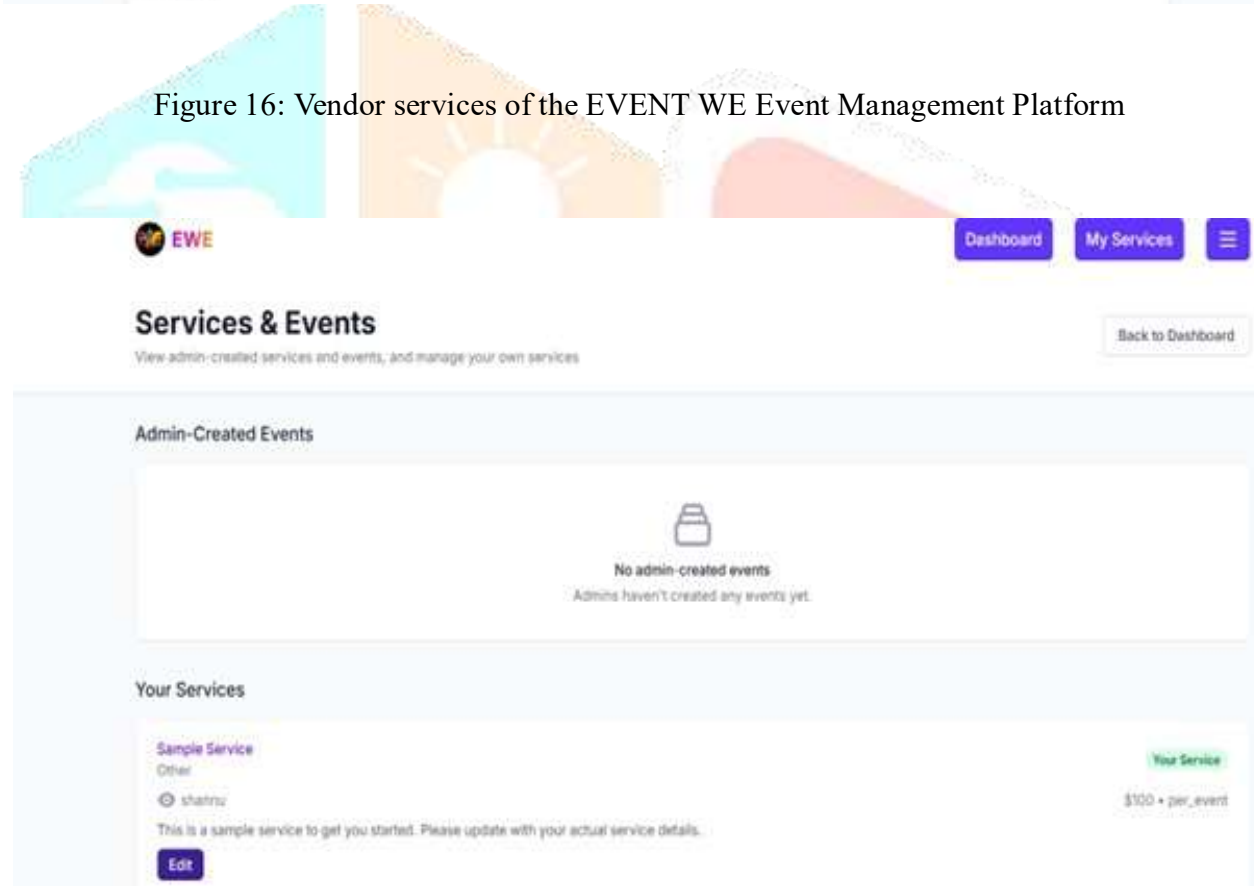 Figure 16: Vendor services of the EVENT WE Event Management Platform
EWE
Dashboard
My Services
Services & Events
Back to Dashboard
View admin-created services and events, and manage your own services
Admin-Created Events
No admin-created events
Admins haven't created any events yet.
Your Services
Sample Service
Your Service
Other
$100 • per_event
This is a sample service to get you started. Please update with your actual service details.
Edit